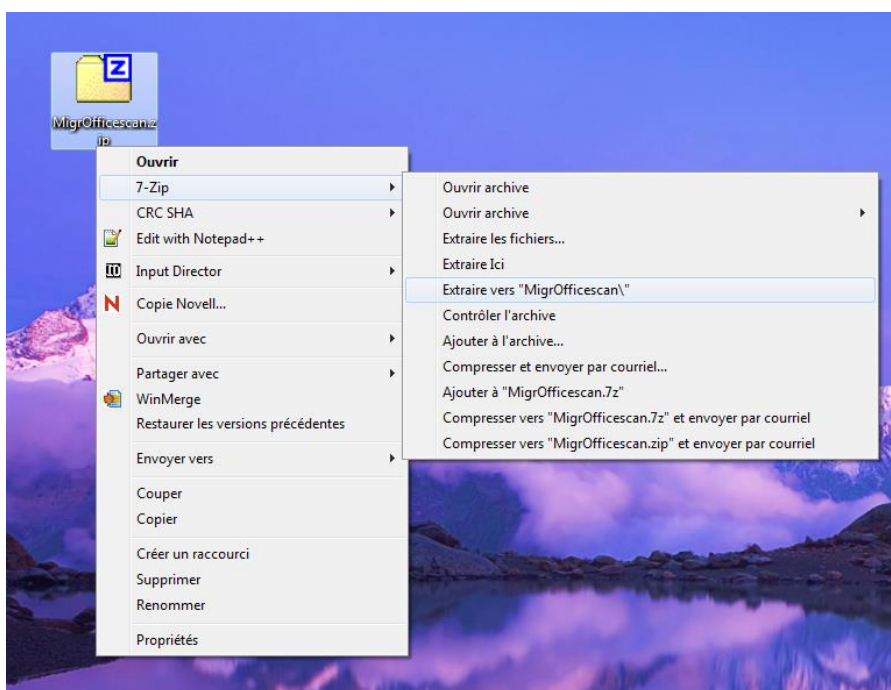 MigrOfficescan.z
ip
Ouvrir
7-Zip
CRC SHA
Edit with Notepad++
Input Director
Copie Novell...
Ouvrir avec
Partager avec
WinMerge
Restaurer les versions précédentes
Envoyer vers
Couper
Copier
Créer un raccourci
Supprimer
Renommer
Propriétés
Ouvrir archive
Ouvrir archive
Extraire les fichiers...
Extraire Ici
Extraire vers "MigrOfficescan\"
Contrôler l'archive
Ajouter à l'archive...
Compresser et envoyer par courriel...
Ajouter à "MigrOfficescan.7z"
Compresser vers "MigrOfficescan.7z" et envoyer par courriel
Compresser vers "MigrOfficescan.zip" et envoyer par courriel